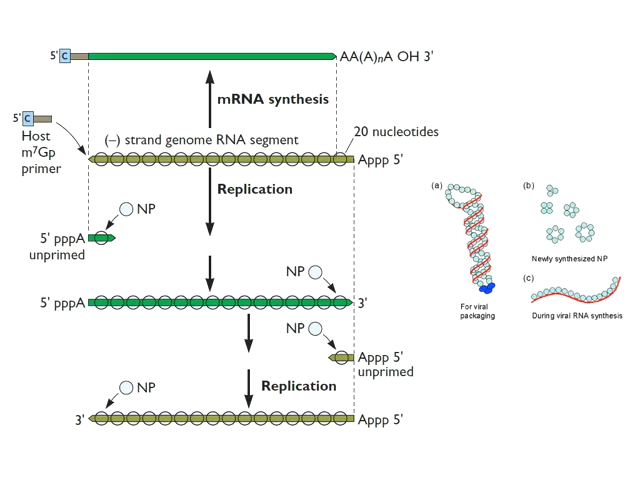 5' C AA(A)nA OH 3'
mRNA synthesis
5' C
Host
m7Gp
primer
(–) strand genome RNA segment
20 nucleotides
Appp 5'
Replication
NP
5' pppA
unprimed
NP
5' pppA 3'
NP
Appp 5'
unprimed
Replication
NP
3' Appp 5'
(a)
For viral
packaging
(b)
Newly synthesized NP
(c)
During viral RNA synthesis